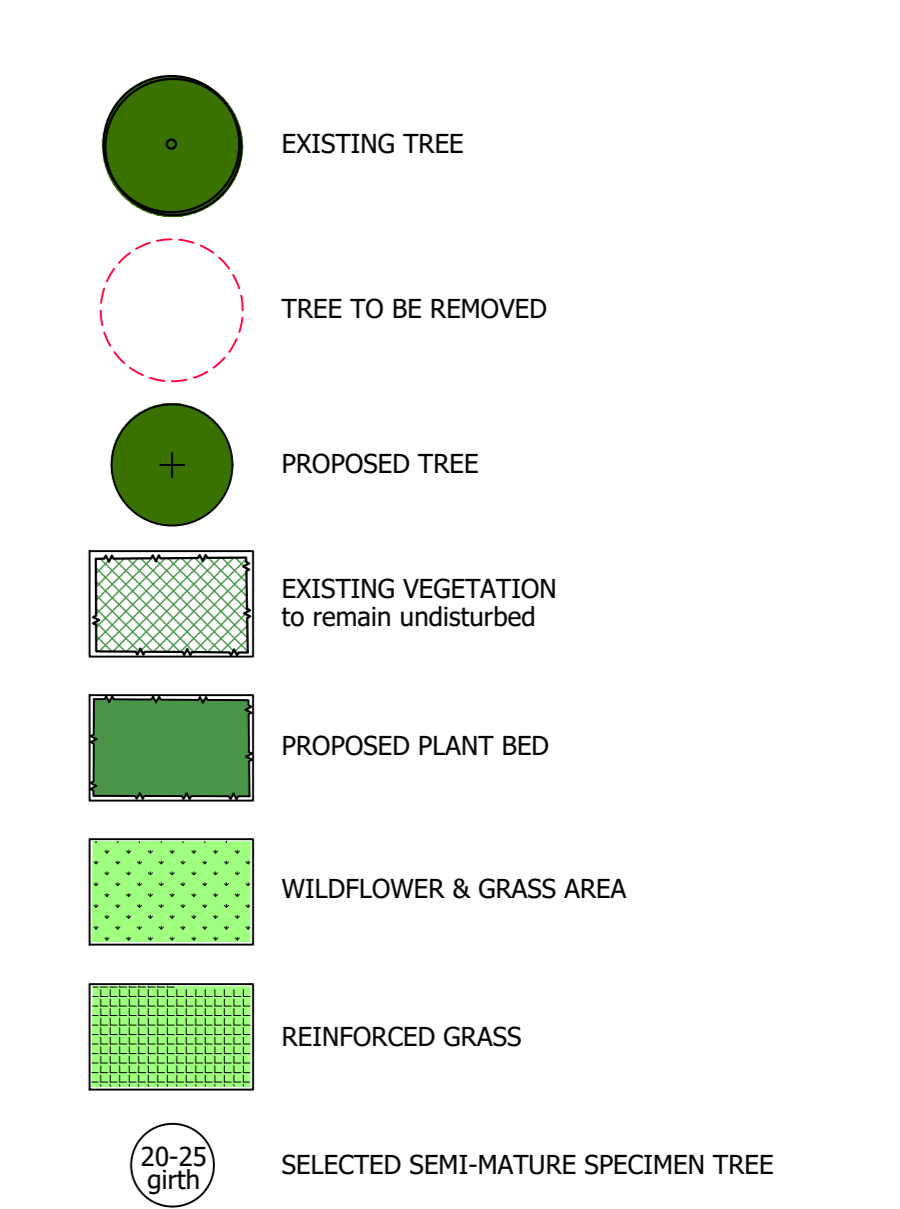 EXISTING TREE
TREE TO BE REMOVED
PROPOSED TREE
EXISTING VEGETATION
to remain undisturbed
PROPOSED PLANT BED
WILDFLOWER & GRASS AREA
REINFORCED GRASS
20-25
girth
SELECTED SEMI-MATURE SPECIMEN TREE